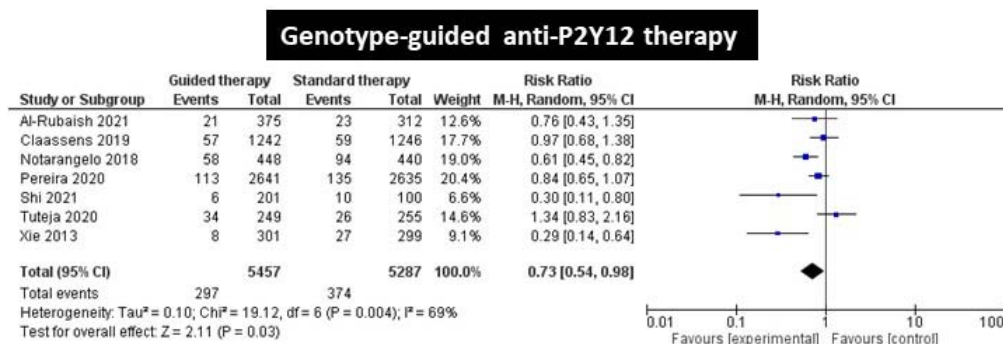 Genotype-guided anti-P2Y12 therapy
Guided therapy Standard therapy Risk Ratio Risk Ratio
Study or Subgroup Events Total Events Total Weight M-H, Random, 95% CI M-H, Random, 95% CI
Al-Rubaish 2021 21 375 23 312 12.6% 0.76 [0.43, 1.35]
Claassens 2019 57 1242 59 1246 17.7% 0.97 [0.68, 1.38]
Notarangelo 2018 58 448 94 440 19.0% 0.61 [0.45, 0.82]
Pereira 2020 113 2641 135 2635 20.4% 0.84 [0.65, 1.07]
Shi 2021 6 201 10 100 6.6% 0.30 [0.11, 0.80]
Tuteja 2020 34 249 26 255 14.6% 1.34 [0.83, 2.16]
Xie 2013 8 301 27 299 9.1% 0.29 [0.14, 0.64]
Total (95% CI) 5457 5287 100.0% 0.73 [0.54, 0.98]
Total events 297 374
Heterogeneity: Tau² = 0.10; Chi² = 19.12, df = 6 (P = 0.004); I² = 69%
Test for overall effect: Z = 2.11 (P = 0.03)
0.01 0.1 1 10 100
Favours [experimental] Favours [control]